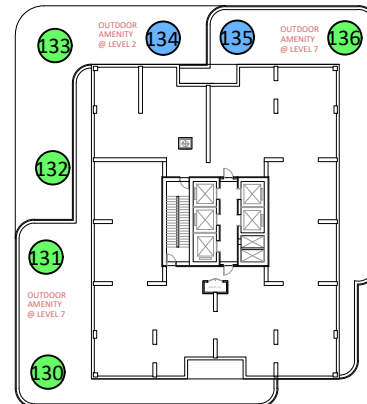 133
OUTDOOR
AMENITY
@ LEVEL 2
134
135
OUTDOOR
AMENITY
@ LEVEL 7
136
132
131
OUTDOOR
AMENITY
@ LEVEL 7
130